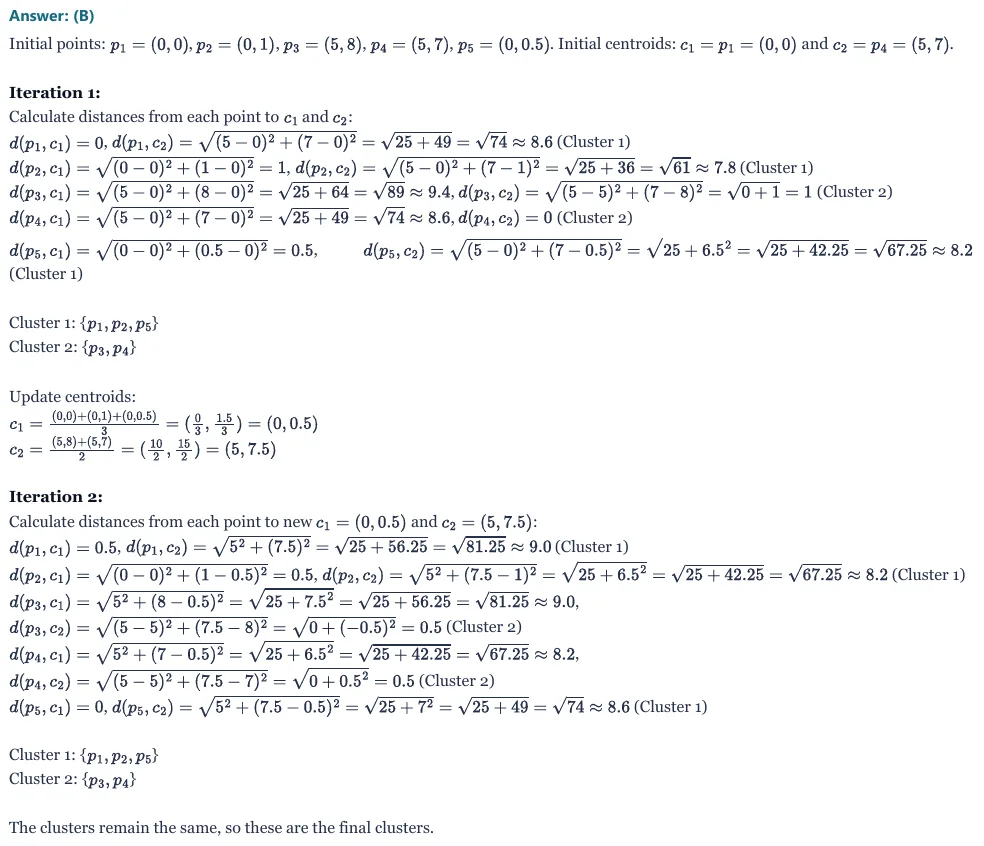 Answer: (B)
Initial points: p₁ = (0, 0), p₂ = (0, 1), p₃ = (5, 8), p₄ = (5, 7), p₅ = (0, 0.5). Initial centroids: c₁ = p₁ = (0, 0) and c₂ = p₄ = (5, 7).
Iteration 1:
Calculate distances from each point to c₁ and c₂:
d(p₁, c₁) = 0, d(p₁, c₂) = √((5 − 0)² + (7 − 0)²) = √(25 + 49) = √74 ≈ 8.6 (Cluster 1)
d(p₂, c₁) = √((0 − 0)² + (1 − 0)²) = 1, d(p₂, c₂) = √((5 − 0)² + (7 − 1)²) = √(25 + 36) = √61 ≈ 7.8 (Cluster 1)
d(p₃, c₁) = √((5 − 0)² + (8 − 0)²) = √(25 + 64) = √89 ≈ 9.4, d(p₃, c₂) = √((5 − 5)² + (7 − 8)²) = √(0 + 1) = 1 (Cluster 2)
d(p₄, c₁) = √((5 − 0)² + (7 − 0)²) = √(25 + 49) = √74 ≈ 8.6, d(p₄, c₂) = 0 (Cluster 2)
d(p₅, c₁) = √((0 − 0)² + (0.5 − 0)²) = 0.5, d(p₅, c₂) = √((5 − 0)² + (7 − 0.5)²) = √(25 + 6.5²) = √(25 + 42.25) = √67.25 ≈ 8.2
(Cluster 1)
Cluster 1: {p₁, p₂, p₅}
Cluster 2: {p₃, p₄}
Update centroids:
c₁ = ((0,0)+(0,1)+(0,0.5))/3 = (0/3, 1.5/3) = (0, 0.5)
c₂ = ((5,8)+(5,7))/2 = (10/2, 15/2) = (5, 7.5)
Iteration 2:
Calculate distances from each point to new c₁ = (0, 0.5) and c₂ = (5, 7.5):
d(p₁, c₁) = 0.5, d(p₁, c₂) = √(5² + (7.5)²) = √(25 + 56.25) = √81.25 ≈ 9.0 (Cluster 1)
d(p₂, c₁) = √((0 − 0)² + (1 − 0.5)²) = 0.5, d(p₂, c₂) = √(5² + (7.5 − 1)²) = √(25 + 6.5²) = √(25 + 42.25) = √67.25 ≈ 8.2 (Cluster 1)
d(p₃, c₁) = √(5² + (8 − 0.5)²) = √(25 + 7.5²) = √(25 + 56.25) = √81.25 ≈ 9.0,
d(p₃, c₂) = √((5 − 5)² + (7.5 − 8)²) = √(0 + (−0.5)²) = 0.5 (Cluster 2)
d(p₄, c₁) = √(5² + (7 − 0.5)²) = √(25 + 6.5²) = √(25 + 42.25) = √67.25 ≈ 8.2,
d(p₄, c₂) = √((5 − 5)² + (7.5 − 7)²) = √(0 + 0.5²) = 0.5 (Cluster 2)
d(p₅, c₁) = 0, d(p₅, c₂) = √(5² + (7.5 − 0.5)²) = √(25 + 7²) = √(25 + 49) = √74 ≈ 8.6 (Cluster 1)
Cluster 1: {p₁, p₂, p₅}
Cluster 2: {p₃, p₄}
The clusters remain the same, so these are the final clusters.